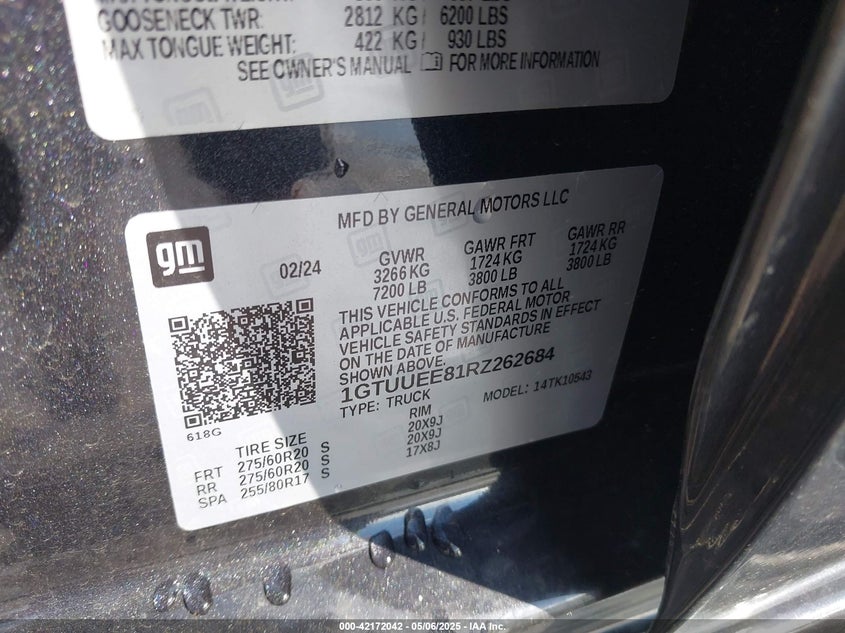 GOOSENECK TWR: 2812 KG/ 6200 LBS
MAX TONGUE WEIGHT: 422 KG/ 930 LBS
SEE OWNER'S MANUAL FOR MORE INFORMATION
MFD BY GENERAL MOTORS LLC
gm
02/24
GVWR GAWR FRT GAWR RR
3266 KG 1724 KG 1724 KG
7200 LB 3800 LB 3800 LB
THIS VEHICLE CONFORMS TO ALL
APPLICABLE U.S. FEDERAL MOTOR
VEHICLE SAFETY STANDARDS IN EFFECT
ON THE DATE OF MANUFACTURE
SHOWN ABOVE.
1GTUUEE81RZ262684
TYPE: TRUCK MODEL: 14TK10543
618G
TIRE SIZE RIM
FRT 275/60R20 S 20X9J
RR 275/60R20 S 20X9J
SPA 255/80R17 S 17X8J
000-42172042 - 05/06/2025 - IAA Inc.